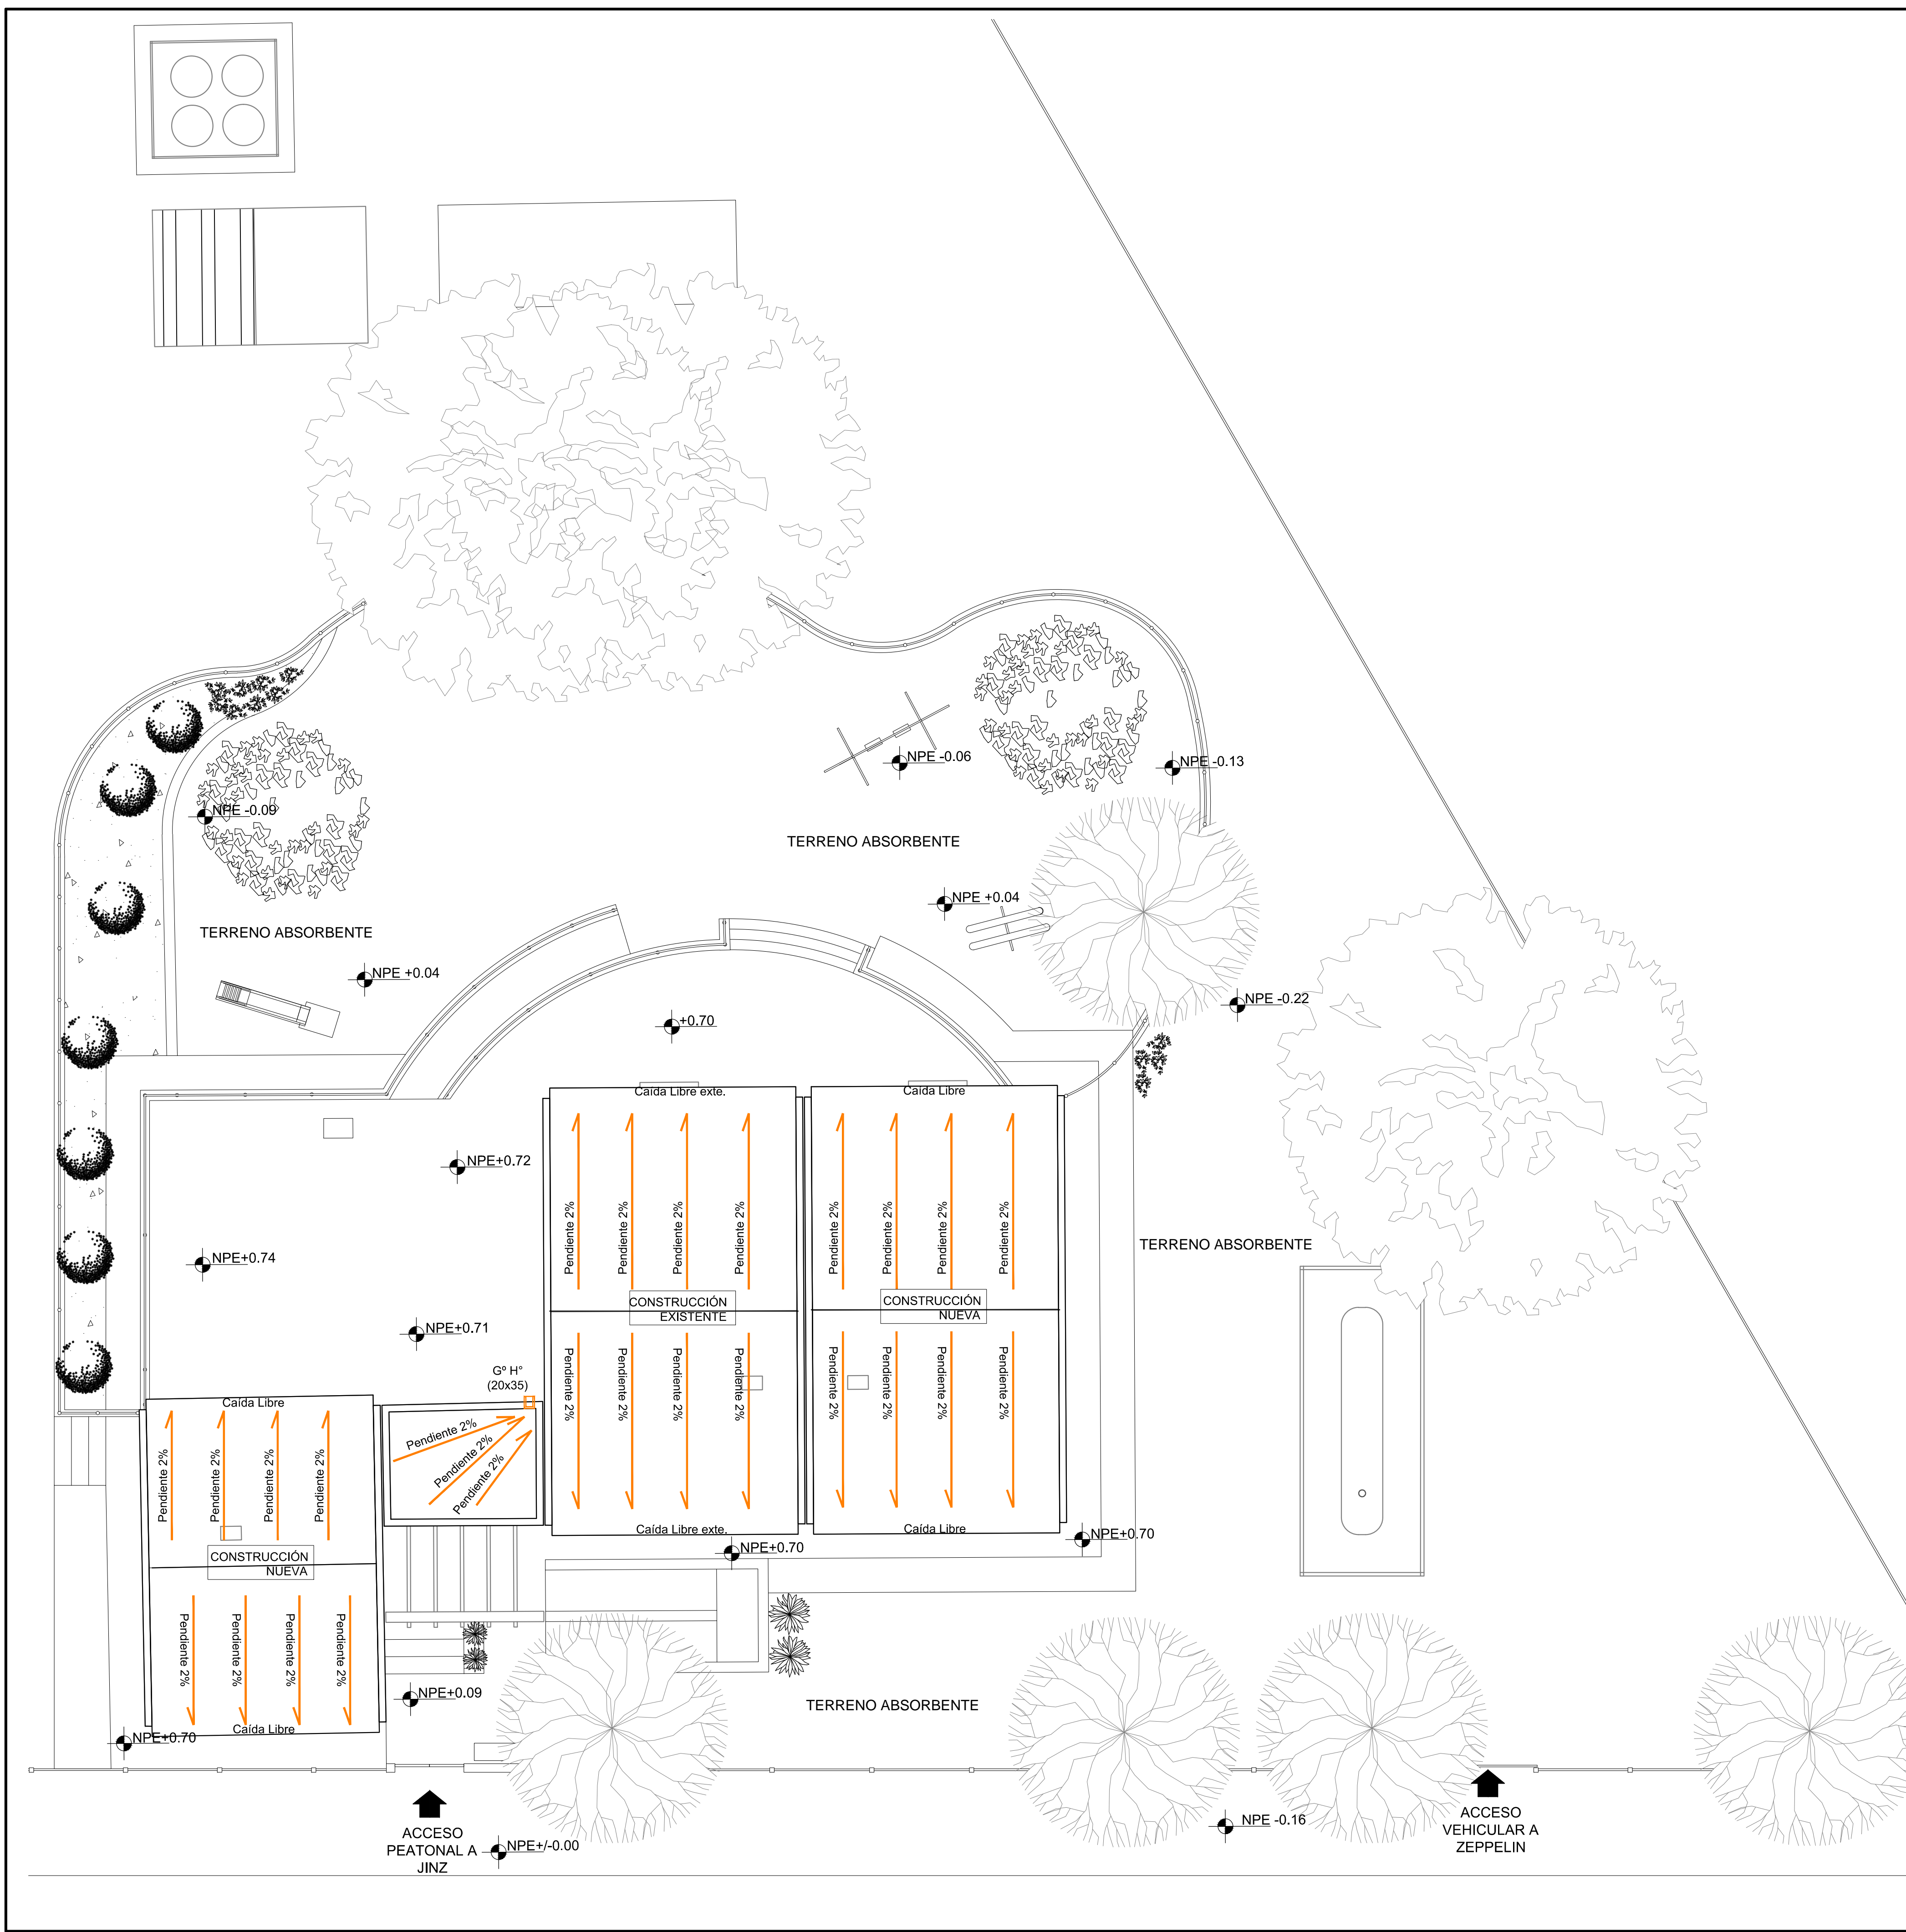 NPE -0.06
NPE -0.13
NPE -0.09
TERRENO ABSORBENTE
NPE +0.04
TERRENO ABSORBENTE
NPE +0.04
NPE -0.22
+0.70
Caída Libre exte.
Caída Libre
NPE+0.72
Pendiente 2%
Pendiente 2%
Pendiente 2%
Pendiente 2%
Pendiente 2%
Pendiente 2%
Pendiente 2%
Pendiente 2%
TERRENO ABSORBENTE
NPE+0.74
CONSTRUCCIÓN
EXISTENTE
CONSTRUCCIÓN
NUEVA
NPE+0.71
Gº H°
(20x35)
Pendiente 2%
Pendiente 2%
Pendiente 2%
Pendiente 2%
Pendiente 2%
Pendiente 2%
Pendiente 2%
Pendiente 2%
Caída Libre
Pendiente 2%
Pendiente 2%
Pendiente 2%
Pendiente 2%
Pendiente 2%
Pendiente 2%
Pendiente 2%
Caída Libre exte.
Caída Libre
NPE+0.70
NPE+0.70
CONSTRUCCIÓN
NUEVA
Pendiente 2%
Pendiente 2%
Pendiente 2%
Pendiente 2%
NPE+0.09
TERRENO ABSORBENTE
Caída Libre
NPE+0.70
ACCESO
PEATONAL A
JINZ
NPE+/-0.00
NPE -0.16
ACCESO
VEHICULAR A
ZEPPELIN